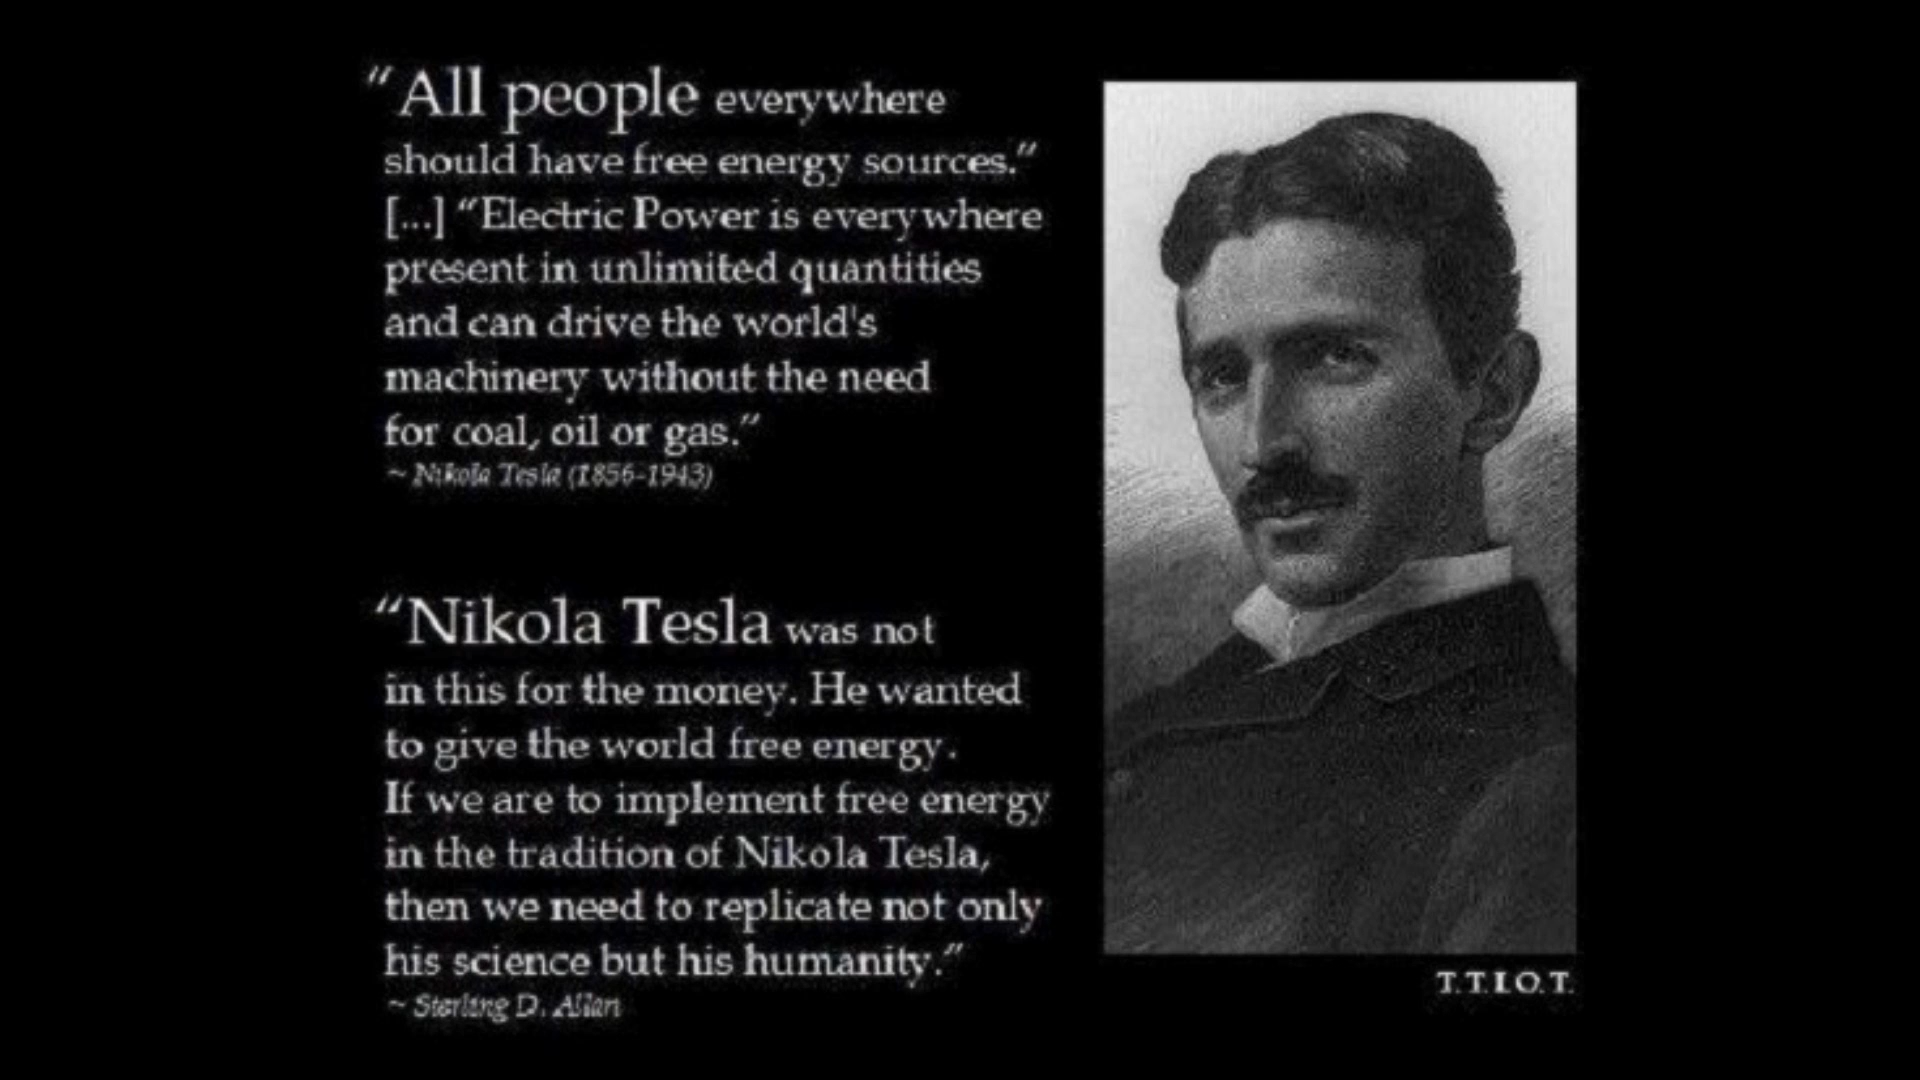 “All people everywhere
should have free energy sources.”
[...] “Electric Power is everywhere
present in unlimited quantities
and can drive the world's
machinery without the need
for coal, oil or gas.”
~ Nikola Tesla (1856-1943)
“Nikola Tesla was not
in this for the money. He wanted
to give the world free energy.
If we are to implement free energy
in the tradition of Nikola Tesla,
then we need to replicate not only
his science but his humanity.”
~ Sterling D. Allan
T.T.I.O.T.